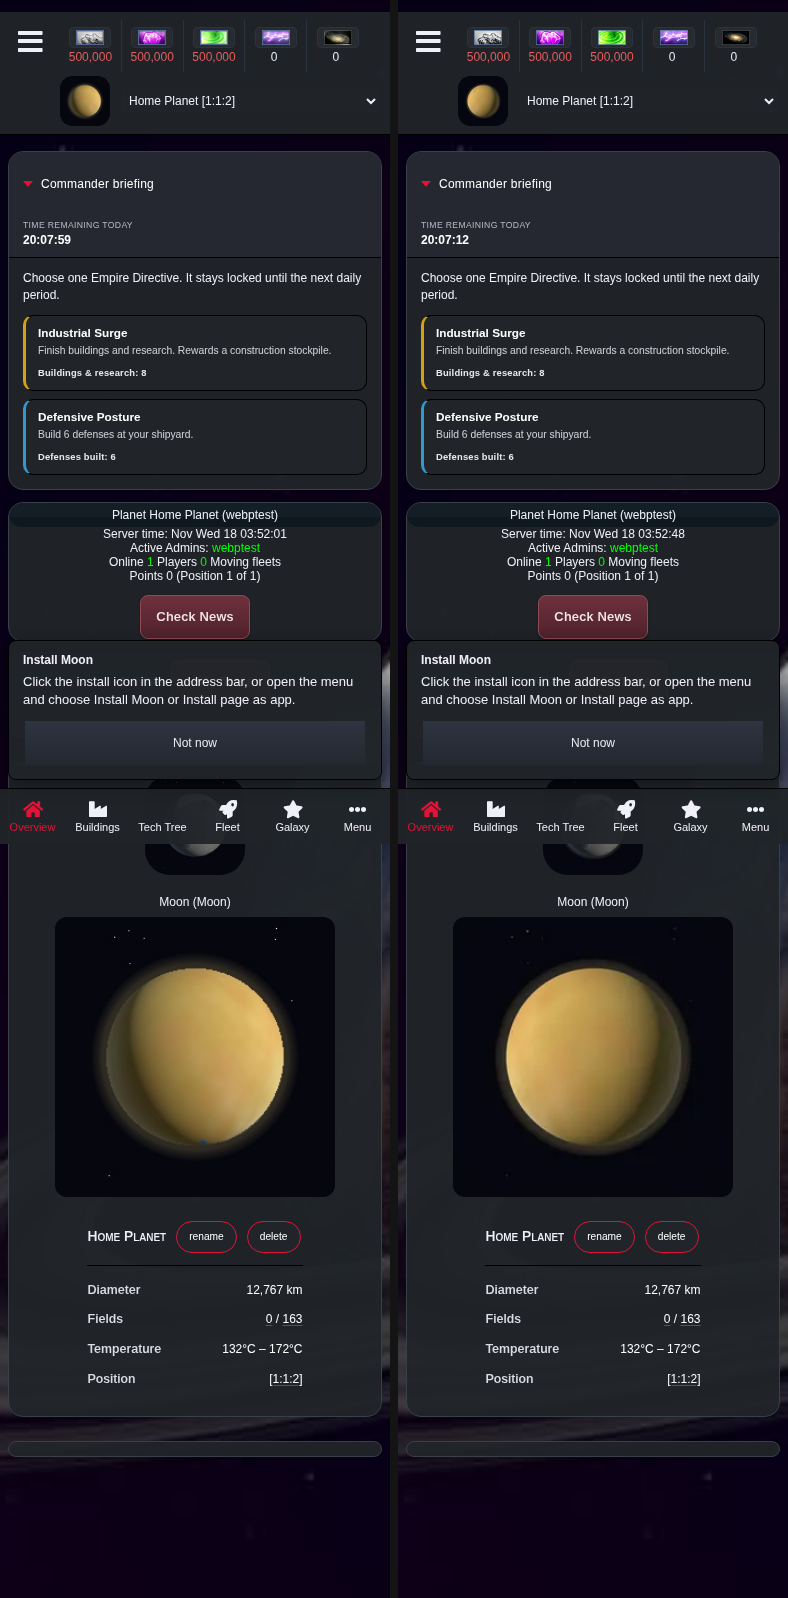 500,000 500,000 500,000 0 0
Home Planet [1:1:2]
Commander briefing
TIME REMAINING TODAY
20:07:59
Choose one Empire Directive. It stays locked until the next daily
period.
Industrial Surge
Finish buildings and research. Rewards a construction stockpile.
Buildings & research: 8
Defensive Posture
Build 6 defenses at your shipyard.
Defenses built: 6
Planet Home Planet (webptest)
Server time: Nov Wed 18 03:52:01
Active Admins: webptest
Online 1 Players 0 Moving fleets
Points 0 (Position 1 of 1)
Check News
Install Moon
Click the install icon in the address bar, or open the menu
and choose Install Moon or Install page as app.
Not now
Overview Buildings Tech Tree Fleet Galaxy Menu
Moon (Moon)
Home Planet rename delete
Diameter 12,767 km
Fields 0 / 163
Temperature 132°C – 172°C
Position [1:1:2]
500,000 500,000 500,000 0 0
Home Planet [1:1:2]
Commander briefing
TIME REMAINING TODAY
20:07:12
Choose one Empire Directive. It stays locked until the next daily
period.
Industrial Surge
Finish buildings and research. Rewards a construction stockpile.
Buildings & research: 8
Defensive Posture
Build 6 defenses at your shipyard.
Defenses built: 6
Planet Home Planet (webptest)
Server time: Nov Wed 18 03:52:48
Active Admins: webptest
Online 1 Players 0 Moving fleets
Points 0 (Position 1 of 1)
Check News
Install Moon
Click the install icon in the address bar, or open the menu
and choose Install Moon or Install page as app.
Not now
Overview Buildings Tech Tree Fleet Galaxy Menu
Moon (Moon)
Home Planet rename delete
Diameter 12,767 km
Fields 0 / 163
Temperature 132°C – 172°C
Position [1:1:2]